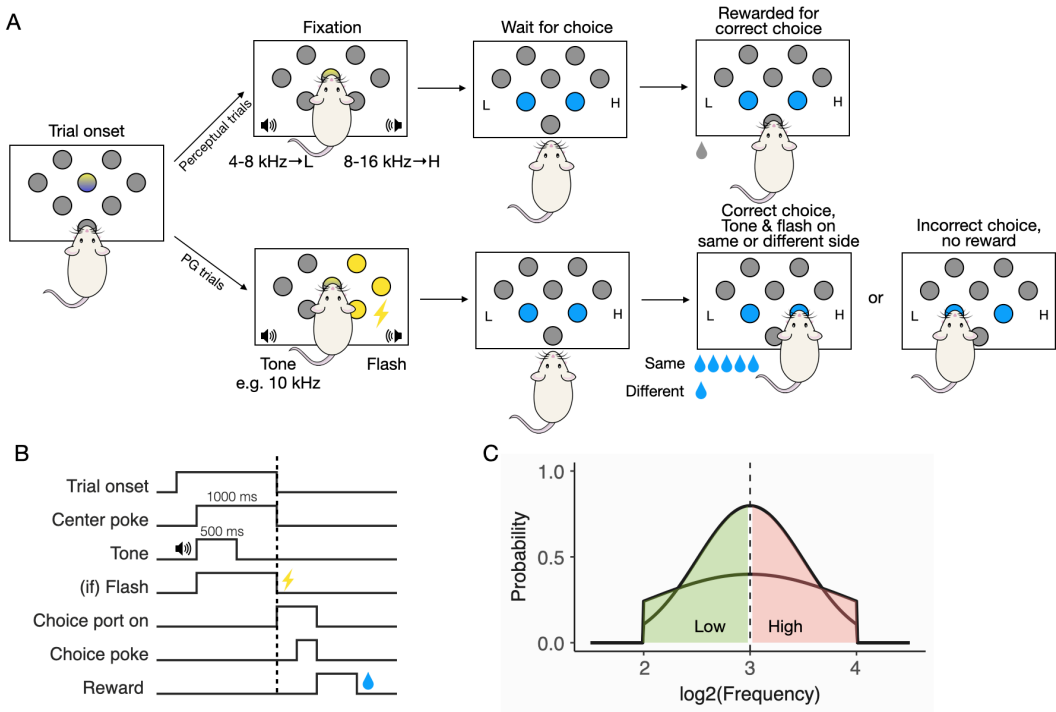 A
Trial onset
Perceptual trials
PG trials
Fixation
4-8 kHz→L
8-16 kHz→H
Wait for choice
L
H
Rewarded for
correct choice
L
H
Tone
e.g. 10 kHz
Flash
L
H
Correct choice,
Tone & flash on
same or different side
L
H
Same
Different
or
Incorrect choice,
no reward
L
H
B
Trial onset
1000 ms
Center poke
500 ms
Tone
(if) Flash
Choice port on
Choice poke
Reward
C
Probability
1.0
0.5
0.0
Low
High
2
3
4
log2(Frequency)